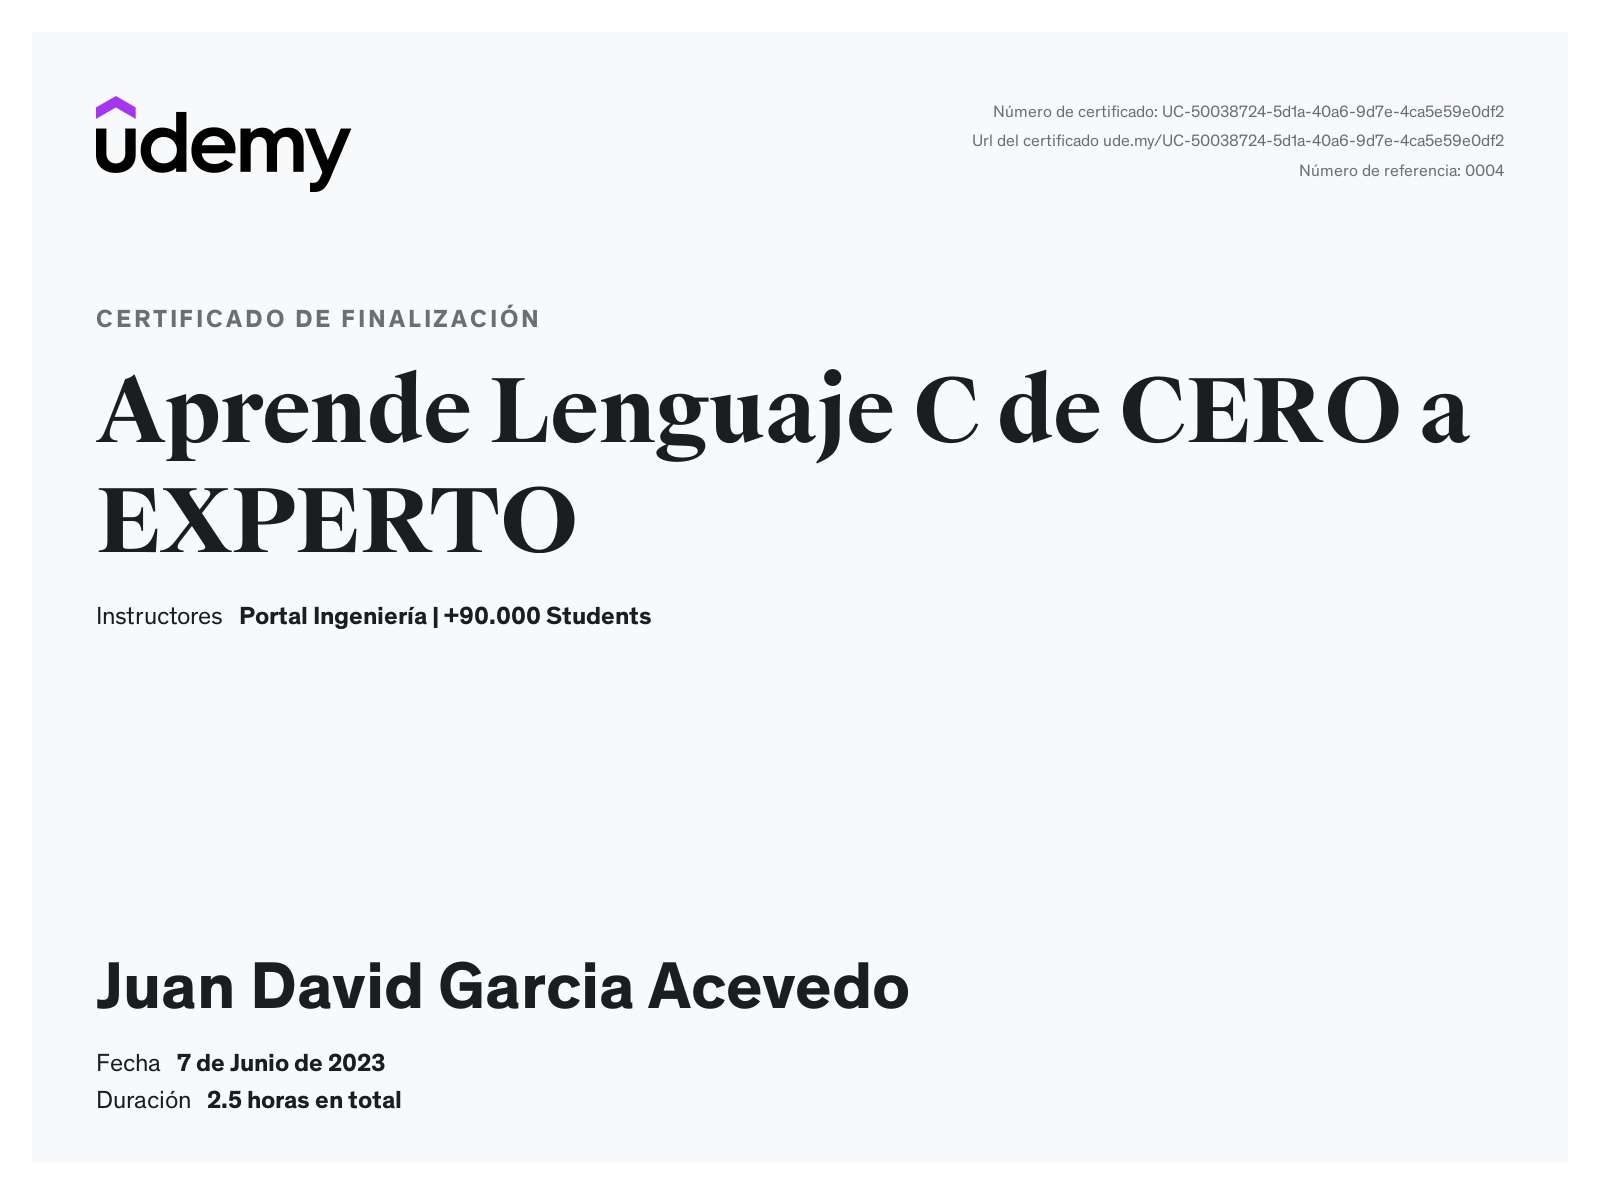 udemy
Número de certificado: UC-50038724-5d1a-40a6-9d7e-4ca5e59e0df2
Url del certificado ude.my/UC-50038724-5d1a-40a6-9d7e-4ca5e59e0df2
Número de referencia: 0004
CERTIFICADO DE FINALIZACIÓN
Aprende Lenguaje C de CERO a
EXPERTO
Instructores Portal Ingeniería | +90.000 Students
Juan David Garcia Acevedo
Fecha 7 de Junio de 2023
Duración 2.5 horas en total